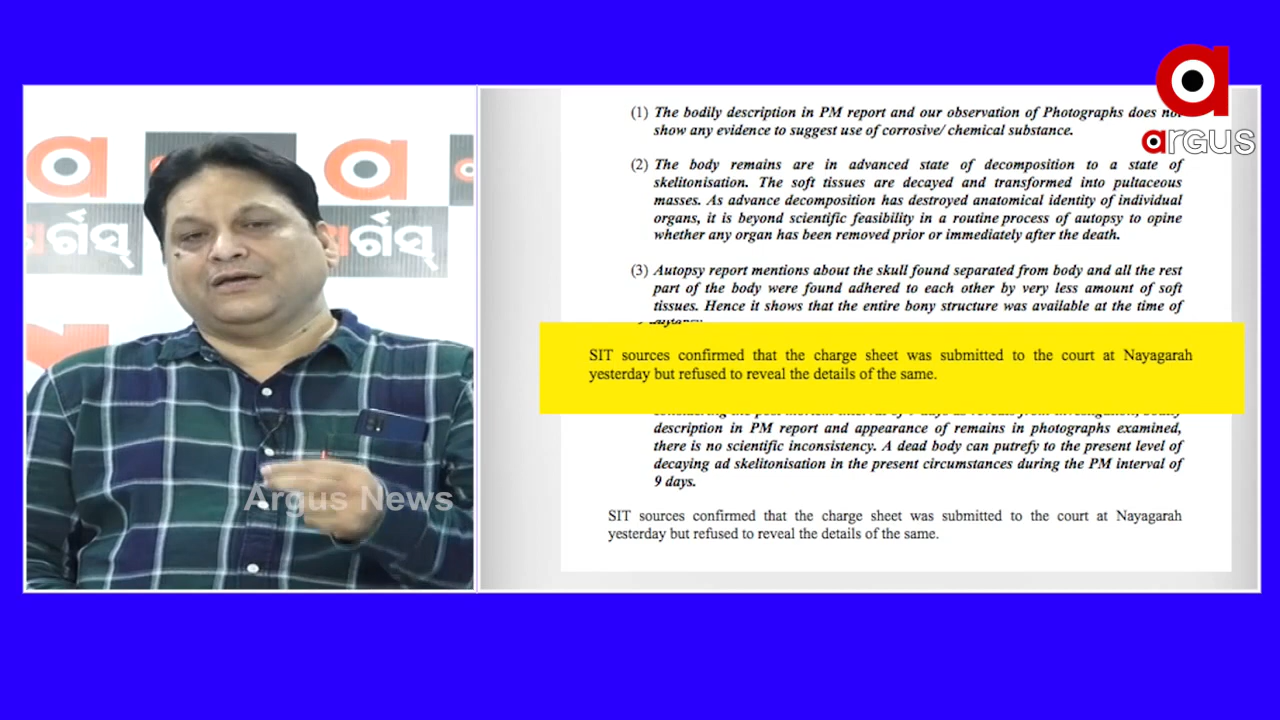 argus
ଆର୍ଗସ୍
ର୍ଗସ୍
Argus News
(1) The bodily description in PM report and our observation of Photographs does not
show any evidence to suggest use of corrosive/ chemical substance.
(2) The body remains are in advanced state of decomposition to a state of
skelitonisation. The soft tissues are decayed and transformed into pultaceous
masses. As advance decomposition has destroyed anatomical identity of individual
organs, it is beyond scientific feasibility in a routine process of autopsy to opine
whether any organ has been removed prior or immediately after the death.
(3) Autopsy report mentions about the skull found separated from body and all the rest
part of the body were found adhered to each other by very less amount of soft
tissues. Hence it shows that the entire bony structure was available at the time of
SIT sources confirmed that the charge sheet was submitted to the court at Nayagarah
yesterday but refused to reveal the details of the same.
description in PM report and appearance of remains in photographs examined,
there is no scientific inconsistency. A dead body can putrefy to the present level of
decaying ad skelitonisation in the present circumstances during the PM interval of
9 days.
SIT sources confirmed that the charge sheet was submitted to the court at Nayagarah
yesterday but refused to reveal the details of the same.